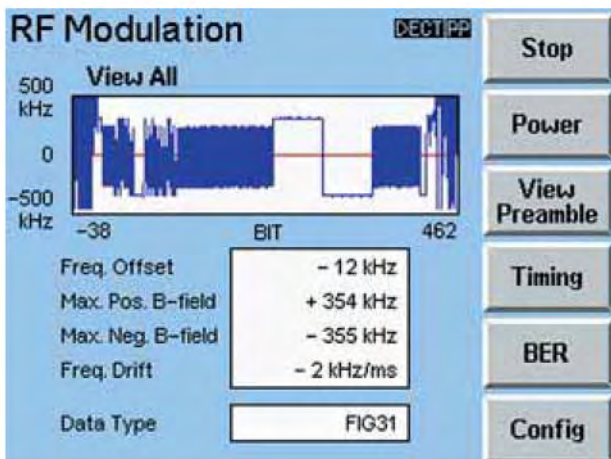 RF Modulation
DECT PP
View All
500
kHz
0
-500
kHz
-38
BIT
462
Freq. Offset
- 12 kHz
Max. Pos. B-field
+ 354 kHz
Max. Neg. B-field
- 355 kHz
Freq. Drift
- 2 kHz/ms
Data Type
FIG31
Stop
Power
View
Preamble
Timing
BER
Config